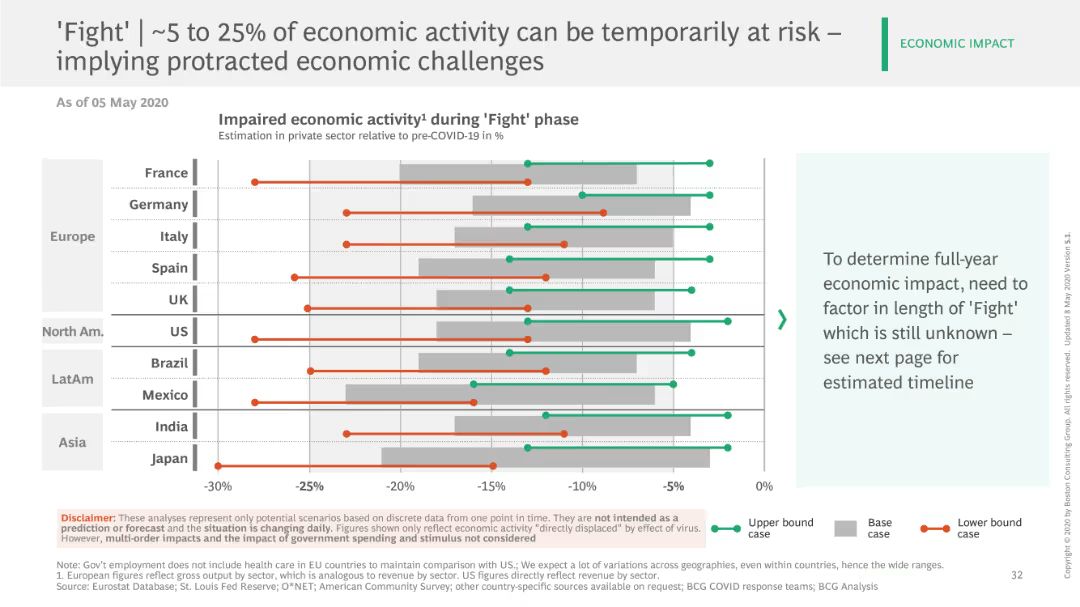 'Fight' | ~5 to 25% of economic activity can be temporarily at risk –
implying protracted economic challenges
ECONOMIC IMPACT
As of 05 May 2020
Impaired economic activity¹ during 'Fight' phase
Estimation in private sector relative to pre-COVID-19 in %
Europe
France
Germany
Italy
Spain
UK
North Am.
US
LatAm
Brazil
Mexico
Asia
India
Japan
-30%
-25%
-20%
-15%
-10%
-5%
0%
To determine full-year
economic impact, need to
factor in length of 'Fight'
which is still unknown –
see next page for
estimated timeline
Disclaimer: These analyses represent only potential scenarios based on discrete data from one point in time. They are not intended as a
prediction or forecast and the situation is changing daily. Figures shown only reflect economic activity "directly displaced" by effect of virus.
However, multi-order impacts and the impact of government spending and stimulus not considered
Upper bound
case
Base
case
Lower bound
case
Note: Gov't employment does not include health care in EU countries to maintain comparison with US.; We expect a lot of variations across geographies, even within countries, hence the wide ranges.
1. European figures reflect gross output by sector, which is analogous to revenue by sector. US figures directly reflect revenue by sector.
Source: Eurostat Database; St. Louis Fed Reserve; O*NET; American Community Survey; other country-specific sources available on request; BCG COVID response teams; BCG Analysis
32
Copyright © 2020 by Boston Consulting Group. All rights reserved. Updated 8 May 2020 Version 5.1.